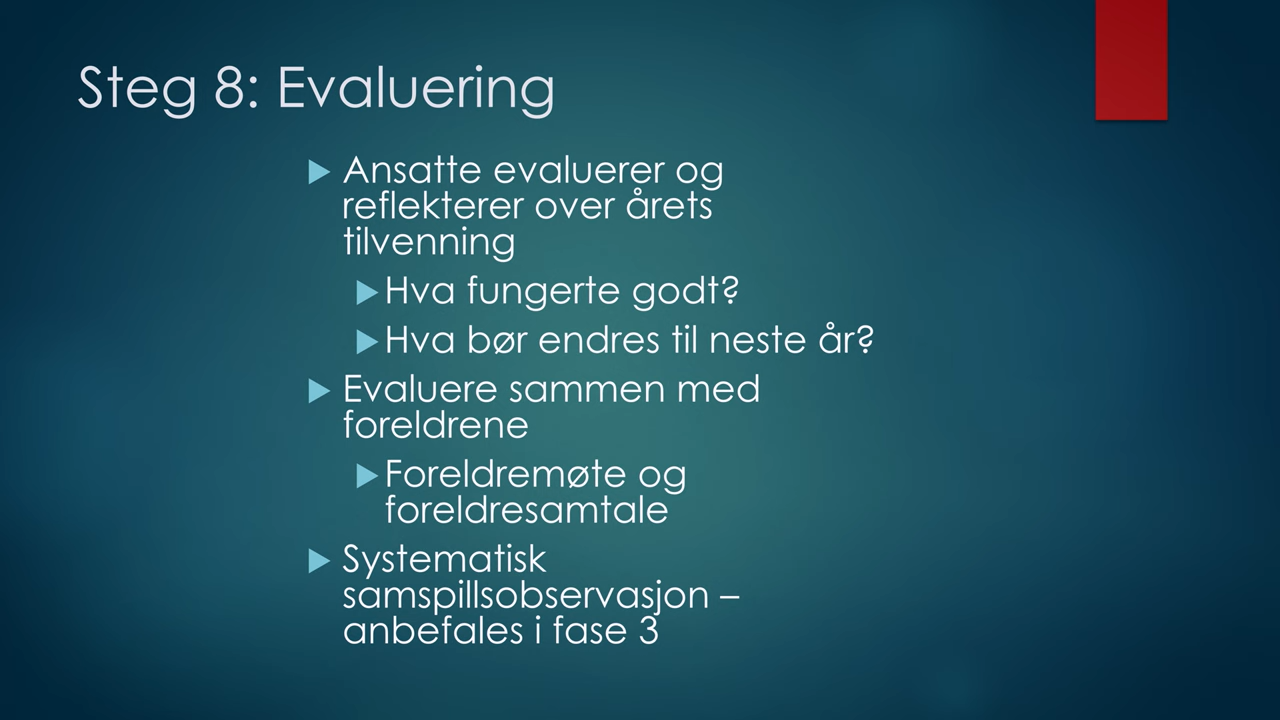 Steg 8: Evaluering
Ansatte evaluerer og
reflekterer over årets
tilvenning
Hva fungerte godt?
Hva bør endres til neste år?
Evaluere sammen med
foreldrene
Foreldremøte og
foreldresamtale
Systematisk
samspillsobservasjon –
anbefales i fase 3